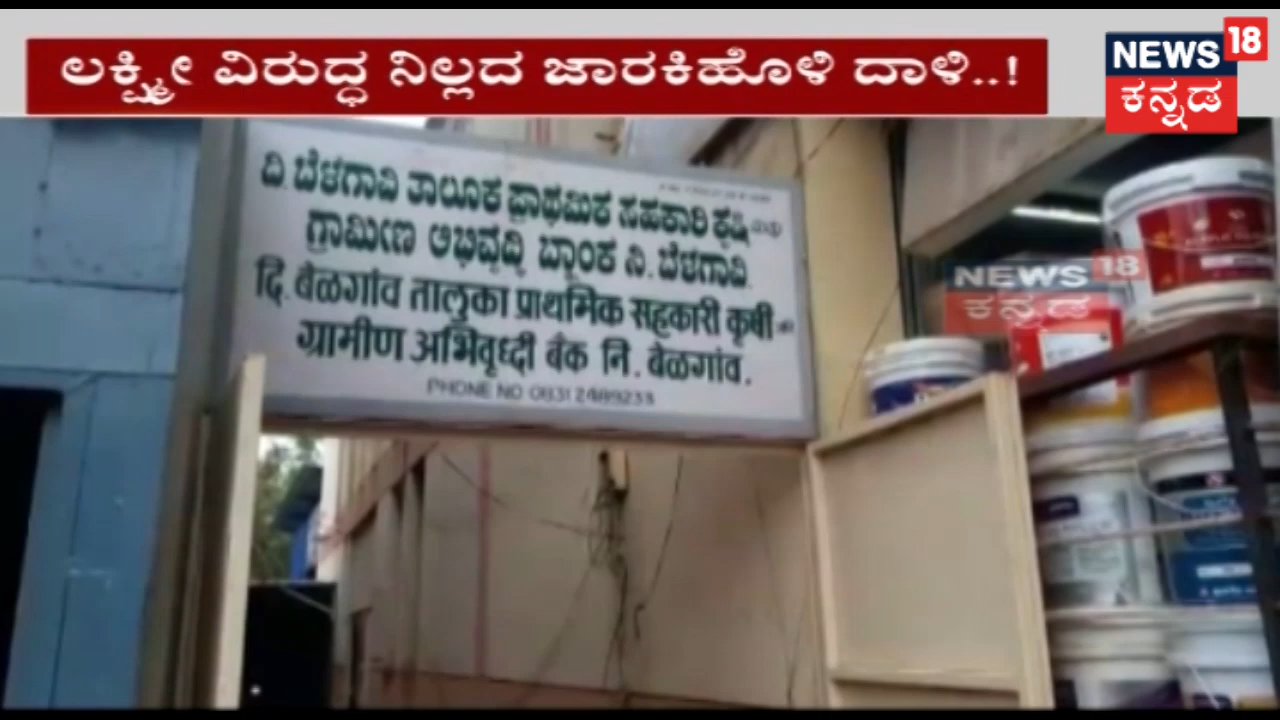 ಲಕ್ಷ್ಮೀ ವಿರುದ್ಧ ನಿಲ್ಲದ ಜಾರಕಿಹೊಳಿ ದಾಳಿ..!
NEWS 18
ಕನ್ನಡ
ದಿ. ಬೆಳಗಾವಿ ತಾಲೂಕ ಪ್ರಾಥಮಿಕ ಸಹಕಾರಿ ಕೃಷಿ
ಗ್ರಾಮೀಣ ಅಭಿವೃದ್ಧಿ ಬ್ಯಾಂಕ ನಿ. ಬೆಳಗಾವಿ.
दि. बेळगांव तालुका प्राथमिक सहकारी कृषी
ग्रामीण अभिवृध्दी बँक नि. बेळगांव.
PHONE NO 0831 2489233
NEWS 18
ಕನ್ನಡ